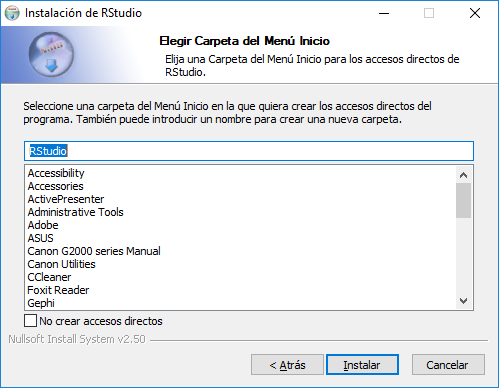 Instalación de RStudio
Elegir Carpeta del Menú Inicio
Elija una Carpeta del Menú Inicio para los accesos directos de
RStudio.
Seleccione una carpeta del Menú Inicio en la que quiera crear los accesos directos del
programa. También puede introducir un nombre para crear una nueva carpeta.
RStudio
Accessibility
Accessories
ActivePresenter
Administrative Tools
Adobe
ASUS
Canon G2000 series Manual
Canon Utilities
CCleaner
Foxit Reader
Gephi
No crear accesos directos
Nullsoft Install System v2.50
< Atrás
Instalar
Cancelar